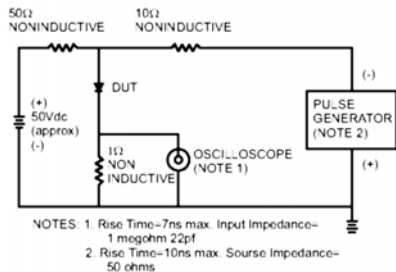 50Ω
NONINDUCTIVE
10Ω
NONINDUCTIVE
(+)
50Vdc
(approx)
(-)
DUT
1Ω
NON
INDUCTIVE
OSCILLOSCOPE
(NOTE 1)
(-)
PULSE
GENERATOR
(NOTE 2)
(+)
NOTES: 1. Rise Time=7ns max. Input Impedance=
1 megohm 22pf
2. Rise Time=10ns max. Sourse Impedance=
50 ohms